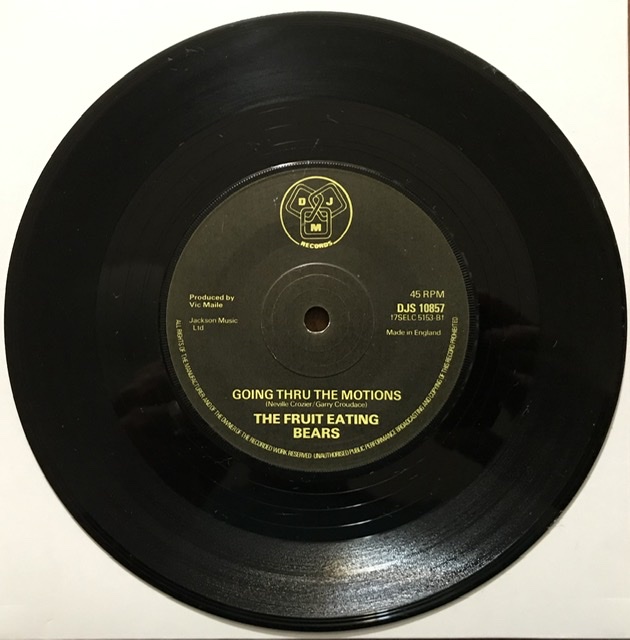 D J
M
RECORDS
Produced by
Vic Maile
Jackson Music
Ltd
45 RPM
DJS 10857
17SELC 5153-B1
Made in England
GOING THRU THE MOTIONS
(Neville Crozier/Garry Croudace)
THE FRUIT EATING
BEARS
ALL RIGHTS OF THE MANUFACTURER AND OF THE OWNER OF THE RECORDED WORK RESERVED UNAUTHORISED PUBLIC PERFORMANCE BROADCASTING AND COPYING OF THIS RECORD PROHIBITED